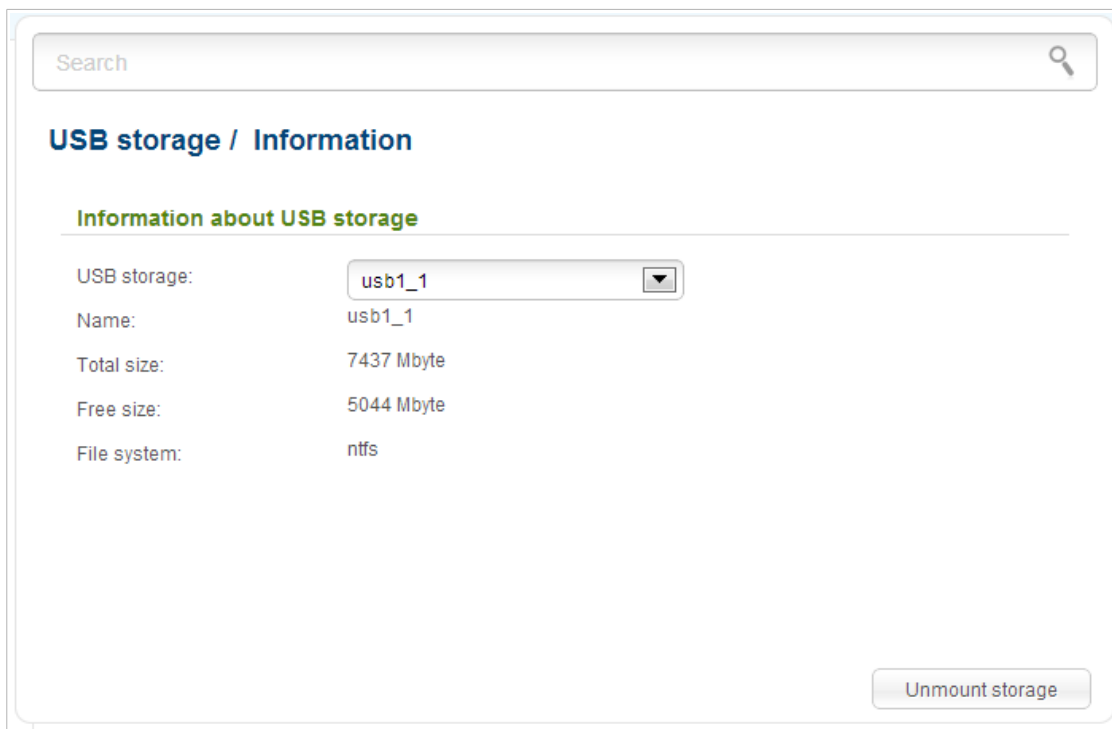 Search
USB storage / Information
Information about USB storage
USB storage: usb1_1
Name: usb1_1
Total size: 7437 Mbyte
Free size: 5044 Mbyte
File system: ntfs
Unmount storage